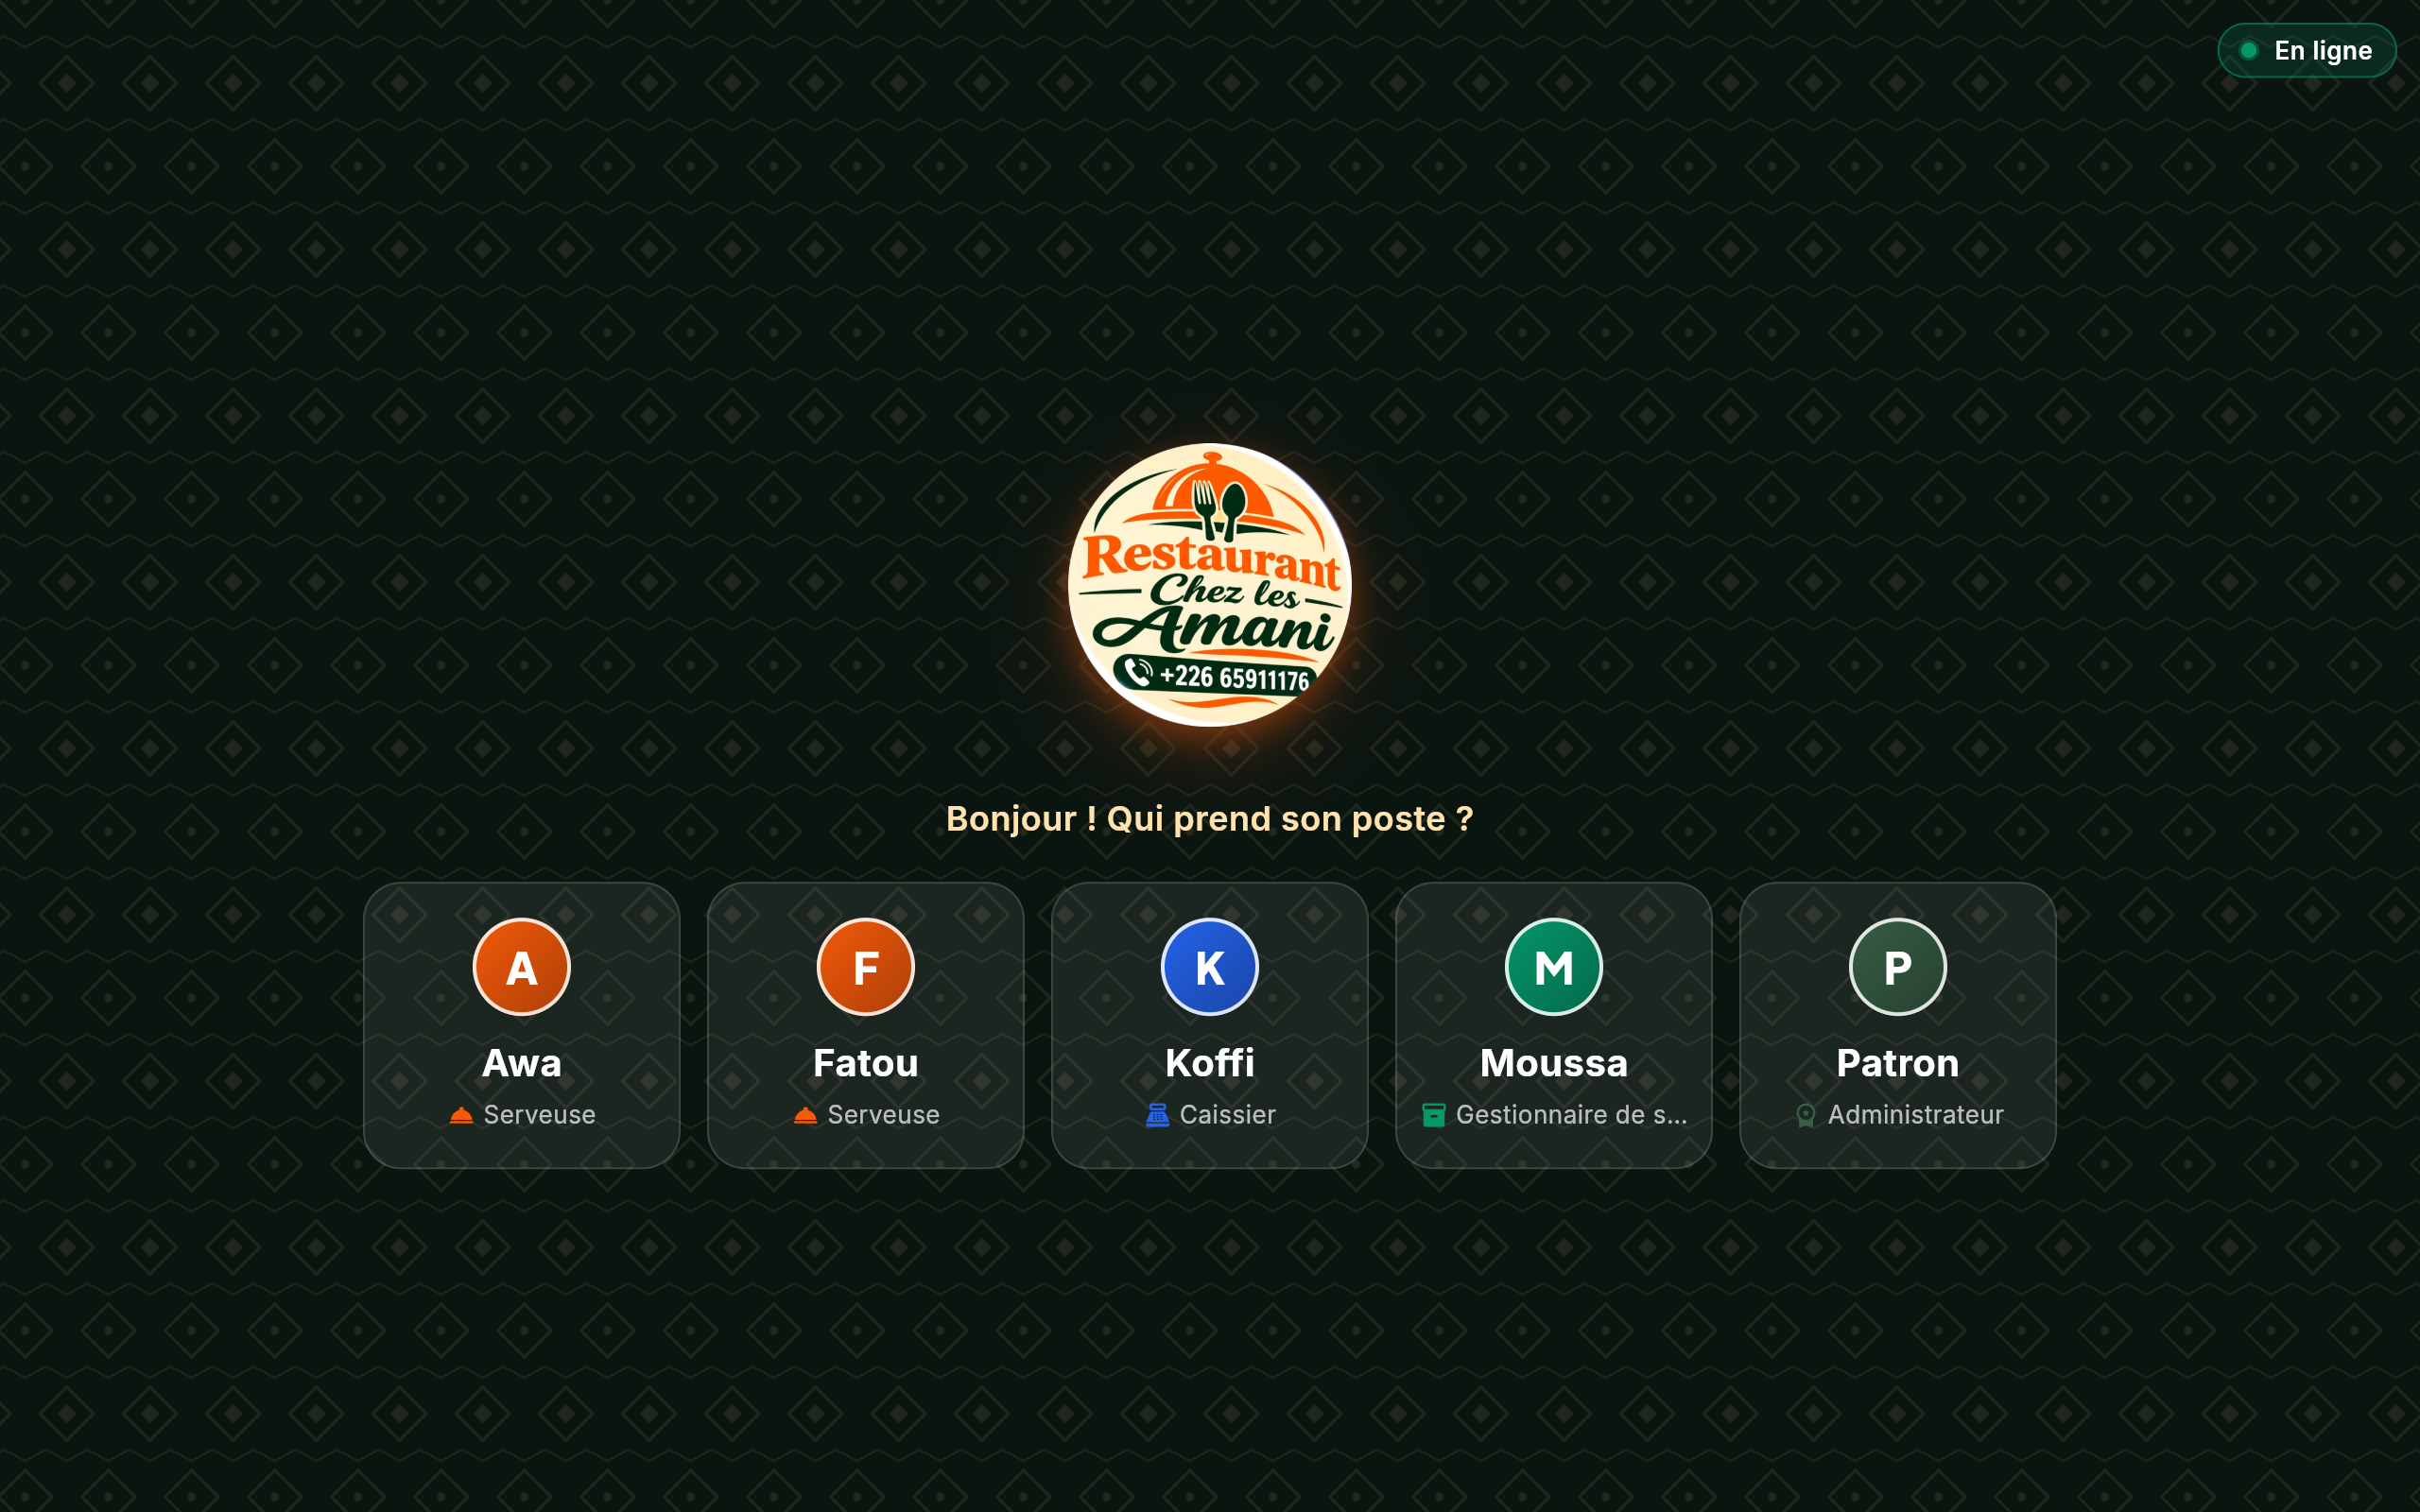 En ligne
Restaurant
Chez les
Amani
+226 65911176
Bonjour ! Qui prend son poste ?
A
F
K
M
P
Awa
Fatou
Koffi
Moussa
Patron
Serveuse
Serveuse
Caissier
Gestionnaire de s...
Administrateur